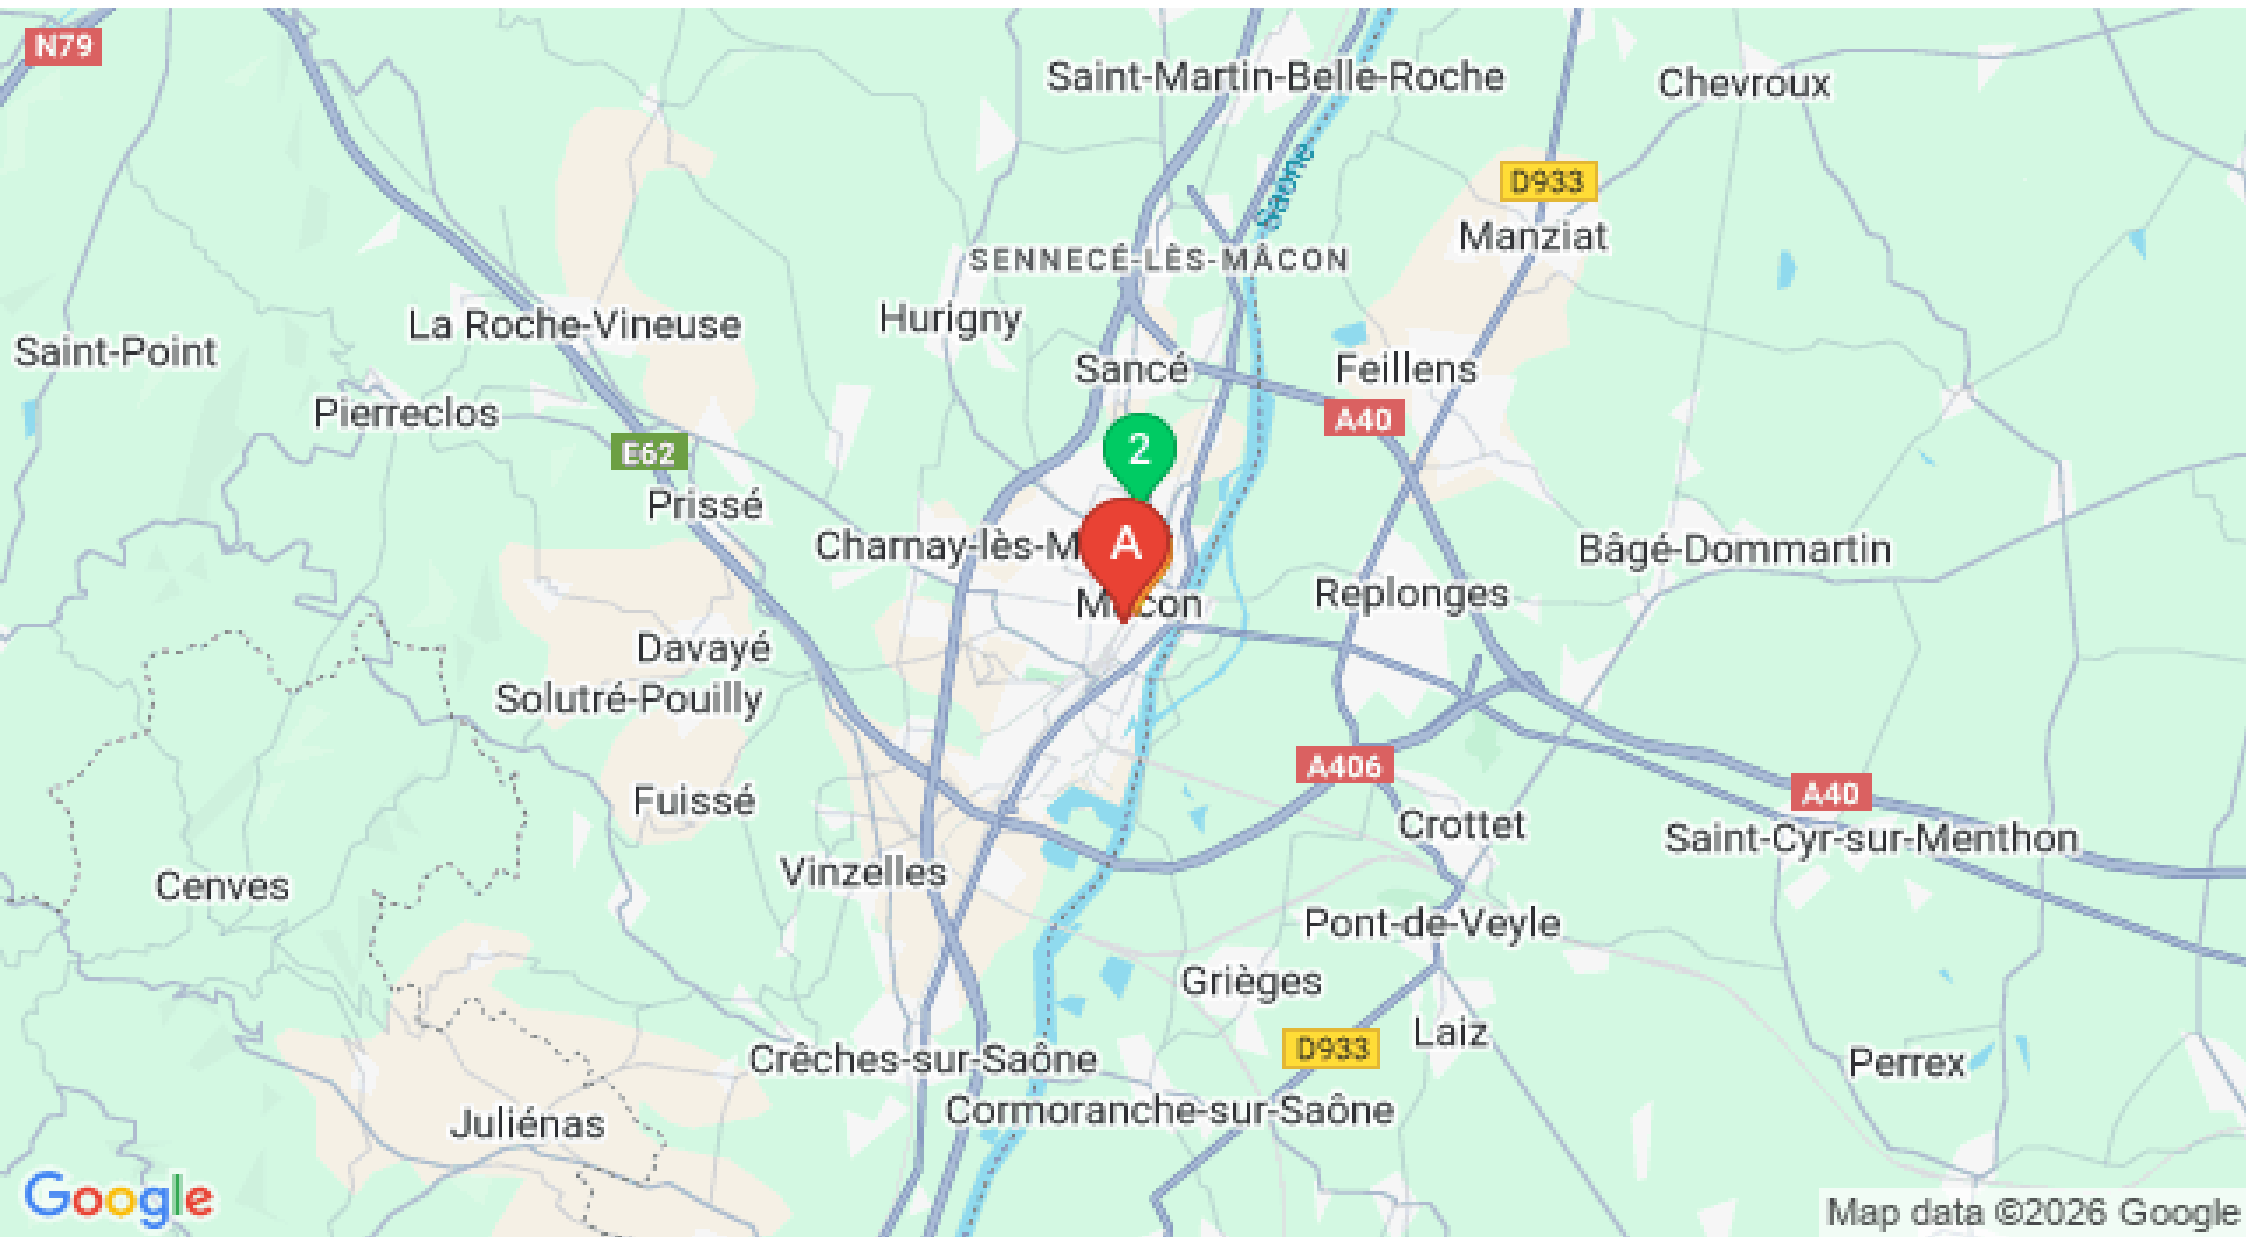 N79
Saint-Martin-Belle-Roche
Chevroux
Saône
D933
Manziat
SENNECÉ-LÈS-MÂCON
Hurigny
La Roche-Vineuse
Saint-Point
Sancé
Feillens
Pierreclos
A40
E62
2
Prissé
Charnay-lès-M
A
Bâgé-Dommartin
Replonges
Mâcon
Davayé
Solutré-Pouilly
A406
A40
Fuissé
Crottet
Saint-Cyr-sur-Menthon
Vinzelles
Cenves
Pont-de-Veyle
Grièges
Laiz
D933
Crêches-sur-Saône
Perrex
Cormoranche-sur-Saône
Juliénas
Google
Map data ©2026 Google